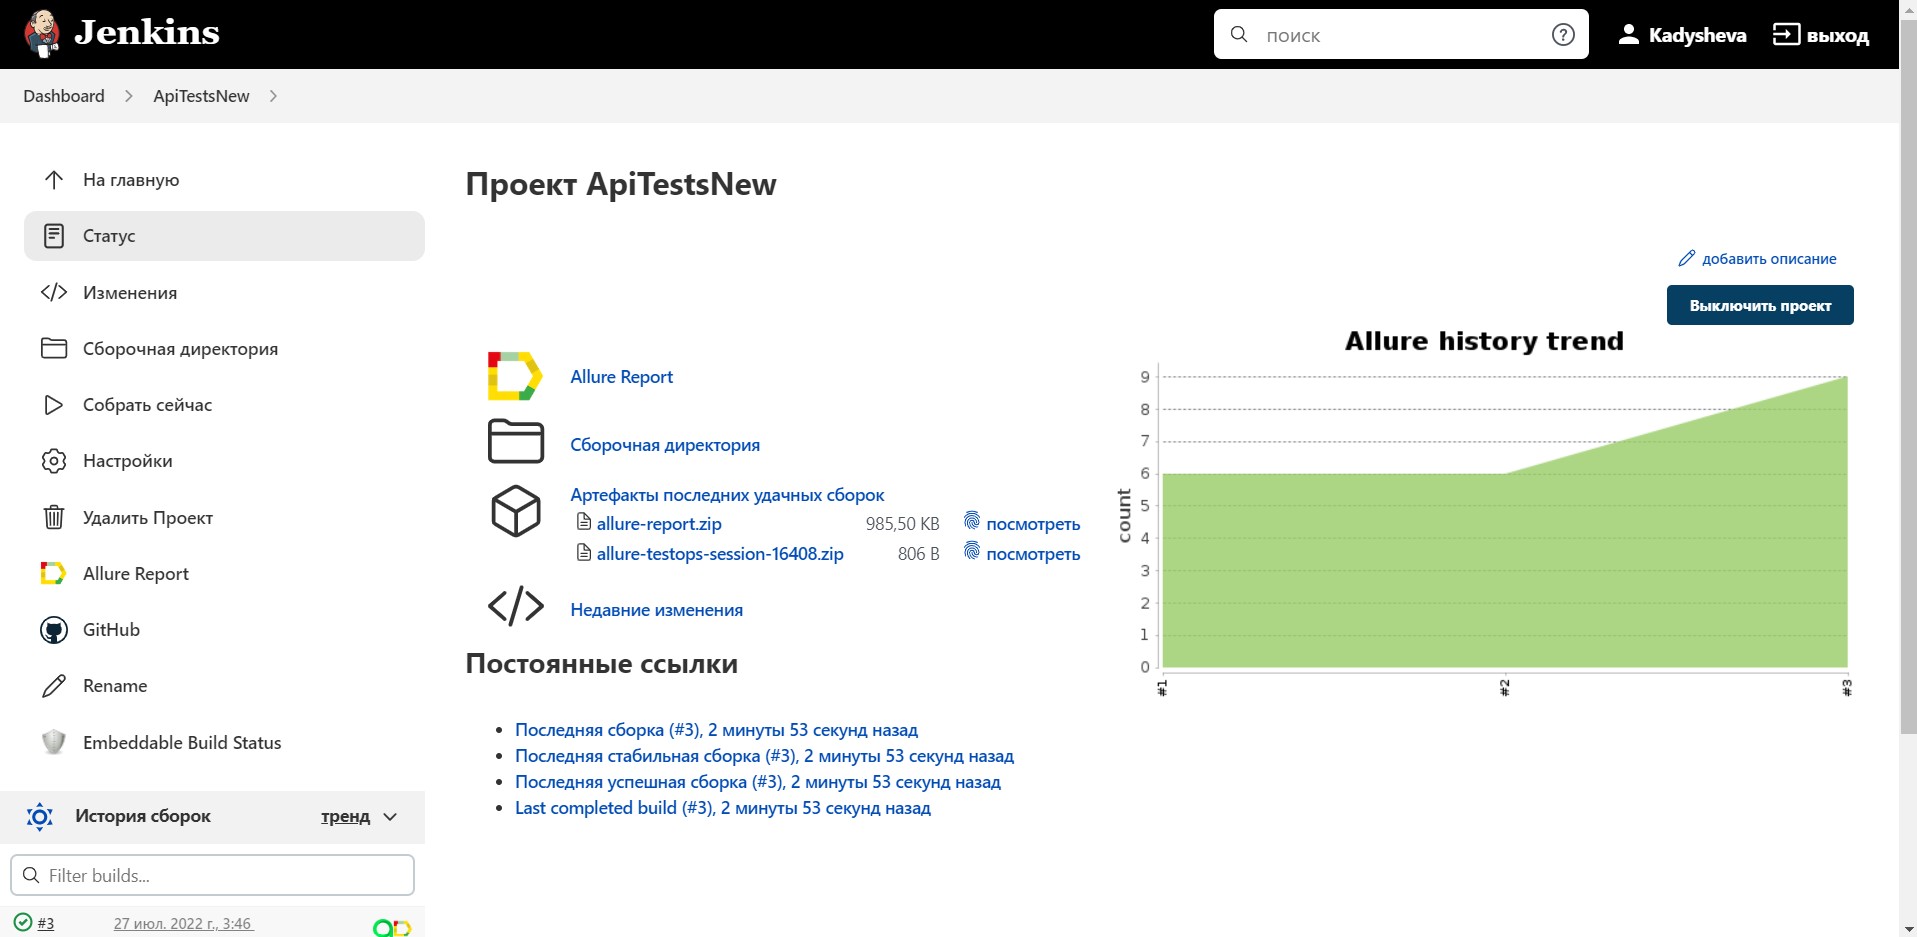 Jenkins
поиск
Kadysheva
выход
Dashboard
ApiTestsNew
На главную
Статус
Изменения
Сборочная директория
Собрать сейчас
Настройки
Удалить Проект
Allure Report
GitHub
Rename
Embeddable Build Status
История сборок
тренд
Filter builds...
#3
27 июл. 2022 г., 3:46
Проект ApiTestsNew
добавить описание
Выключить проект
Allure Report
Сборочная директория
Артефакты последних удачных сборок
allure-report.zip 985,50 KB посмотреть
allure-testops-session-16408.zip 806 B посмотреть
Недавние изменения
Allure history trend
count
9
8
7
6
5
4
3
2
1
0
#1
#2
#3
Постоянные ссылки
Последняя сборка (#3), 2 минуты 53 секунд назад
Последняя стабильная сборка (#3), 2 минуты 53 секунд назад
Последняя успешная сборка (#3), 2 минуты 53 секунд назад
Last completed build (#3), 2 минуты 53 секунд назад